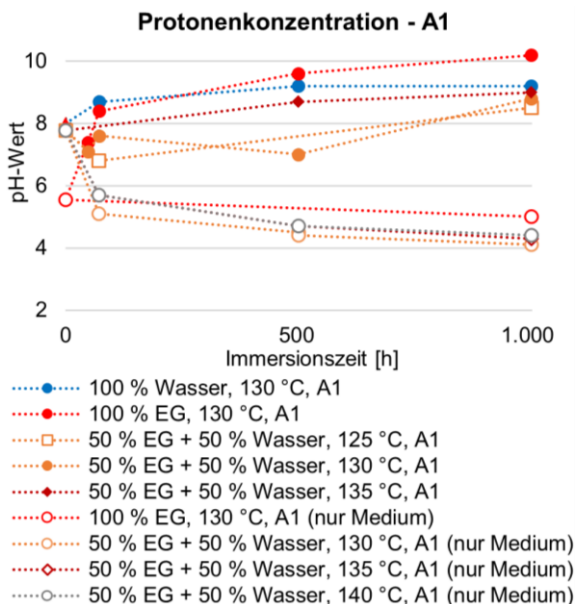 Protonenkonzentration - A1
10
8
6
4
2
pH-Wert
0
500
1.000
Immersionszeit [h]
100 % Wasser, 130 °C, A1
100 % EG, 130 °C, A1
50 % EG + 50 % Wasser, 125 °C, A1
50 % EG + 50 % Wasser, 130 °C, A1
50 % EG + 50 % Wasser, 135 °C, A1
100 % EG, 130 °C, A1 (nur Medium)
50 % EG + 50 % Wasser, 130 °C, A1 (nur Medium)
50 % EG + 50 % Wasser, 135 °C, A1 (nur Medium)
50 % EG + 50 % Wasser, 140 °C, A1 (nur Medium)